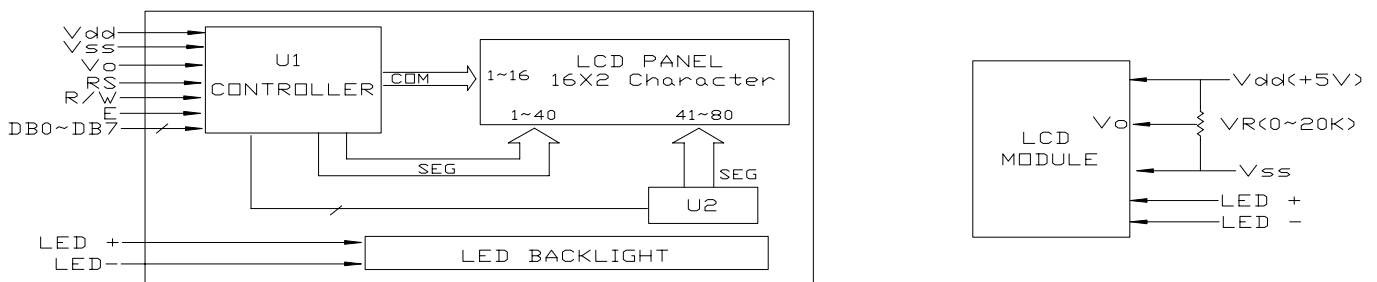 Vdd
Vss
Vo
RS
R/W
E
DB0~DB7
U1
CONTROLLER
COM
LCD PANEL
1~16 16X2 Character
1~40 41~80
SEG
SEG
U2
LED +
LED-
LED BACKLIGHT
LCD
MODULE
Vdd(+5V)
Vo
VR(0~20K)
Vss
LED +
LED -